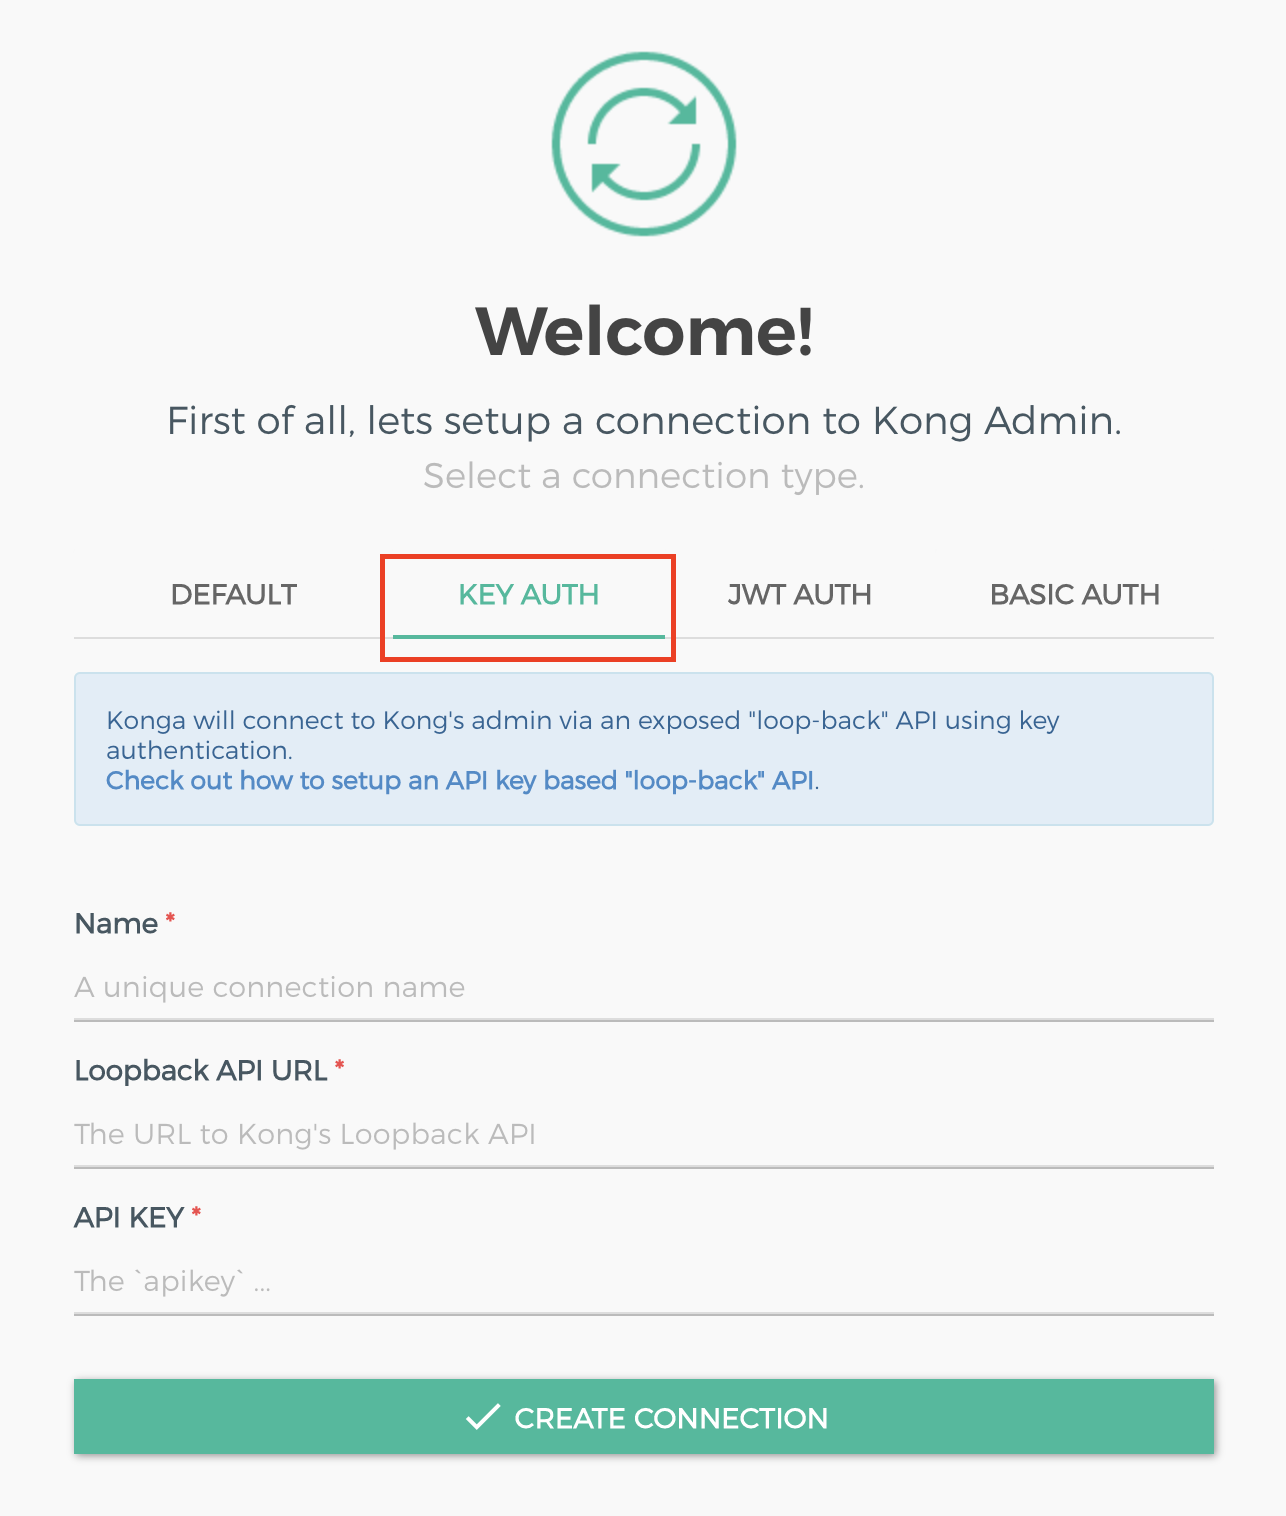 Welcome!
First of all, lets setup a connection to Kong Admin.
Select a connection type.
DEFAULT KEY AUTH JWT AUTH BASIC AUTH
Konga will connect to Kong's admin via an exposed "loop-back" API using key
authentication.
Check out how to setup an API key based "loop-back" API.
Name *
A unique connection name
Loopback API URL *
The URL to Kong's Loopback API
API KEY *
The `apikey` ...
CREATE CONNECTION